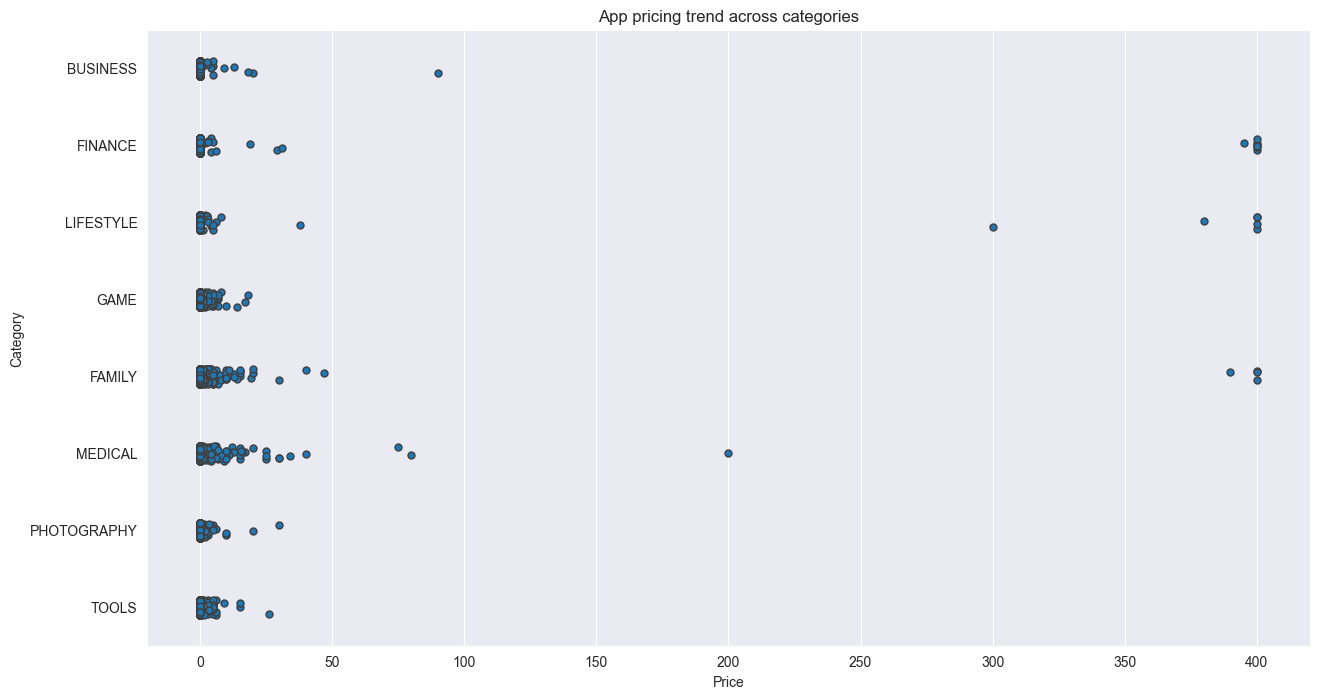 App pricing trend across categories
Category
BUSINESS
FINANCE
LIFESTYLE
GAME
FAMILY
MEDICAL
PHOTOGRAPHY
TOOLS
0 50 100 150 200 250 300 350 400
Price